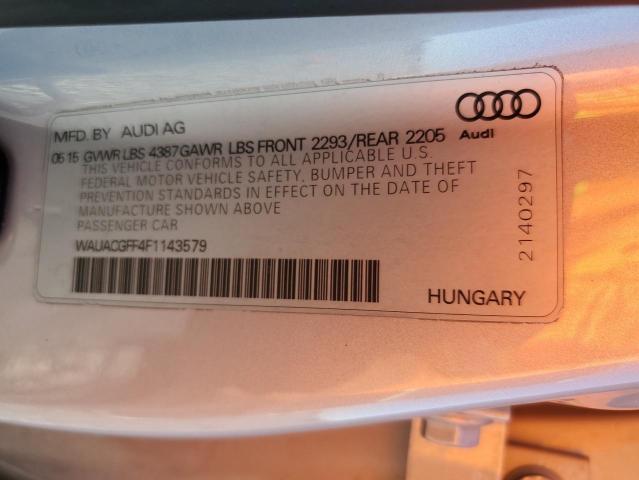 MFD. BY AUDI AG
05 15 GVWR LBS 4387 GAWR LBS FRONT 2293/REAR 2205
Audi
THIS VEHICLE CONFORMS TO ALL APPLICABLE U.S.
FEDERAL MOTOR VEHICLE SAFETY, BUMPER AND THEFT
PREVENTION STANDARDS IN EFFECT ON THE DATE OF
MANUFACTURE SHOWN ABOVE
PASSENGER CAR
WAUACGFF4F1143579
HUNGARY
2140297